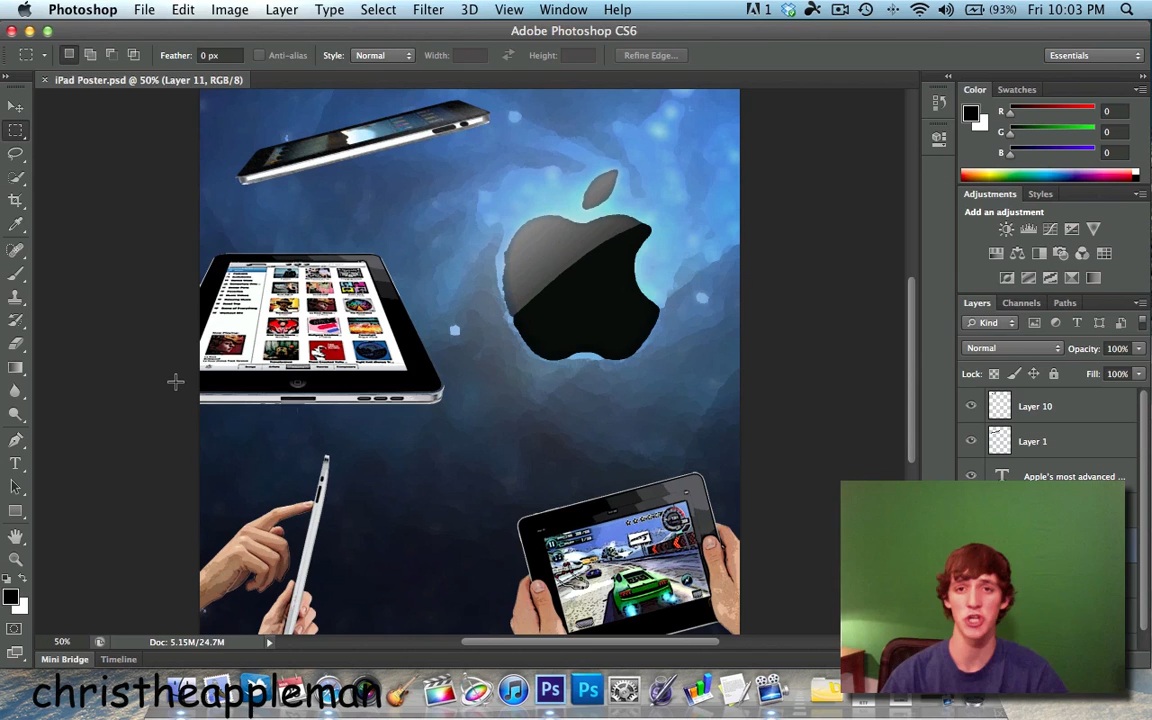 Photoshop File Edit Image Layer Type Select Filter 3D View Window Help 1 (93%) Fri 10:03 PM
Adobe Photoshop CS6
Feather: 0 px Anti-alias Style: Normal Width: Height: Refine Edge... Essentials
× iPad Poster.psd @ 50% (Layer 11, RGB/8)
Color Swatches
R 0
G 0
B 0
Adjustments Styles
Add an adjustment
Layers Channels Paths
Kind
Normal Opacity: 100%
Lock: Fill: 100%
Layer 10
Layer 1
T Apple's most advanced ...
50% Doc: 5.15M/24.7M
Mini Bridge Timeline
christheappleman
Ps Ps